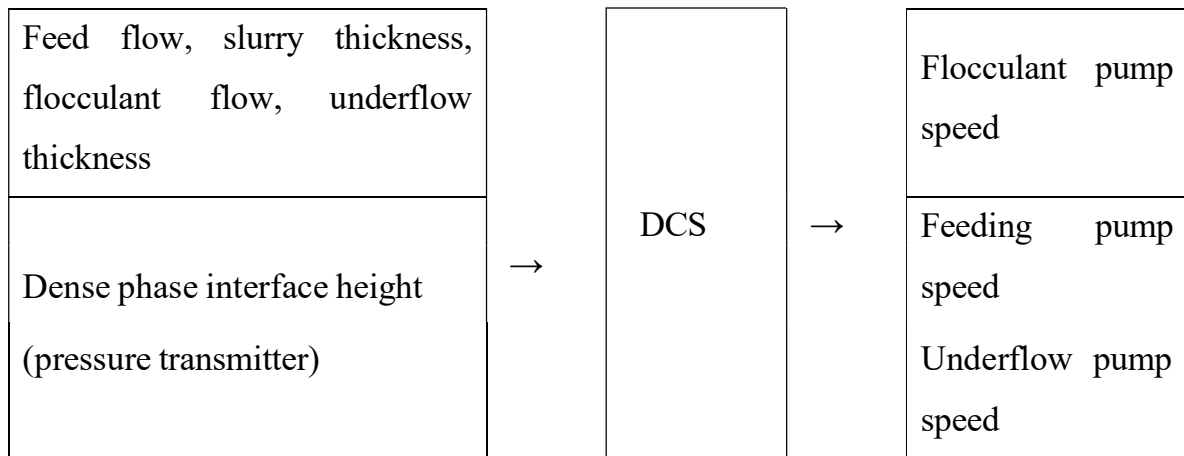 Feed flow, slurry thickness,
flocculant flow, underflow
thickness
Dense phase interface height
(pressure transmitter)
→
DCS
→
Flocculant pump
speed
Feeding pump
speed
Underflow pump
speed